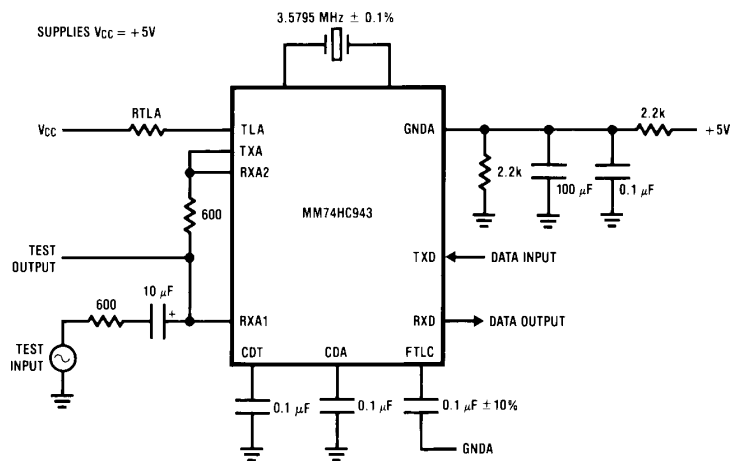 3.5795 MHz ± 0.1%
SUPPLIES VCC = +5V
VCC
RTLA
TLA
TXA
RXA2
600
GNDA
2.2k
+5V
2.2k
100 μF
0.1 μF
MM74HC943
TEST
OUTPUT
TXD
DATA INPUT
10 μF
600
+
RXA1
RXD
DATA OUTPUT
TEST
INPUT
CDT
CDA
FTLC
0.1 μF
0.1 μF
0.1 μF ±10%
GNDA